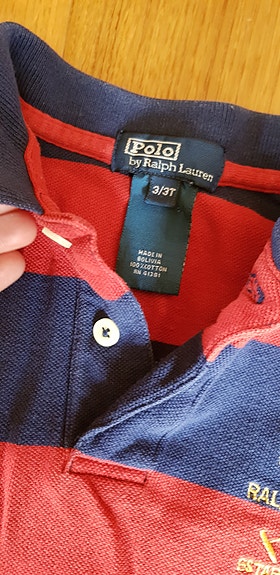 Polo
by Ralph Lauren
3/3T
MADE IN
BOLIVIA
100%COTTON
RN 41381
RAL